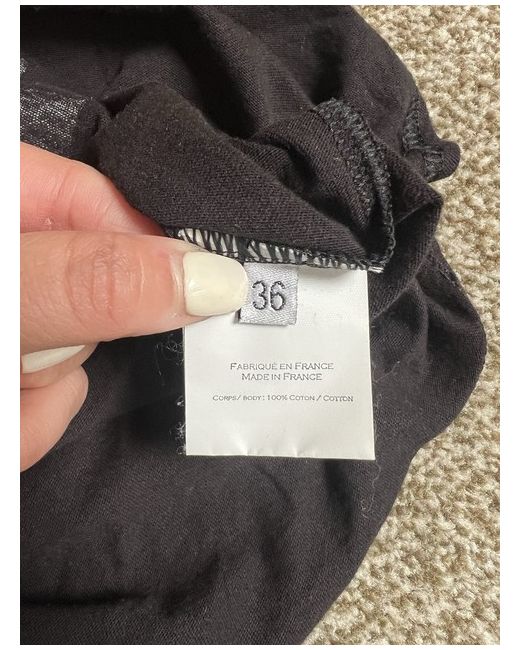 36
FABRIQUÉ EN FRANCE
MADE IN FRANCE
CORPS/ BODY: 100% COTON / COTTON